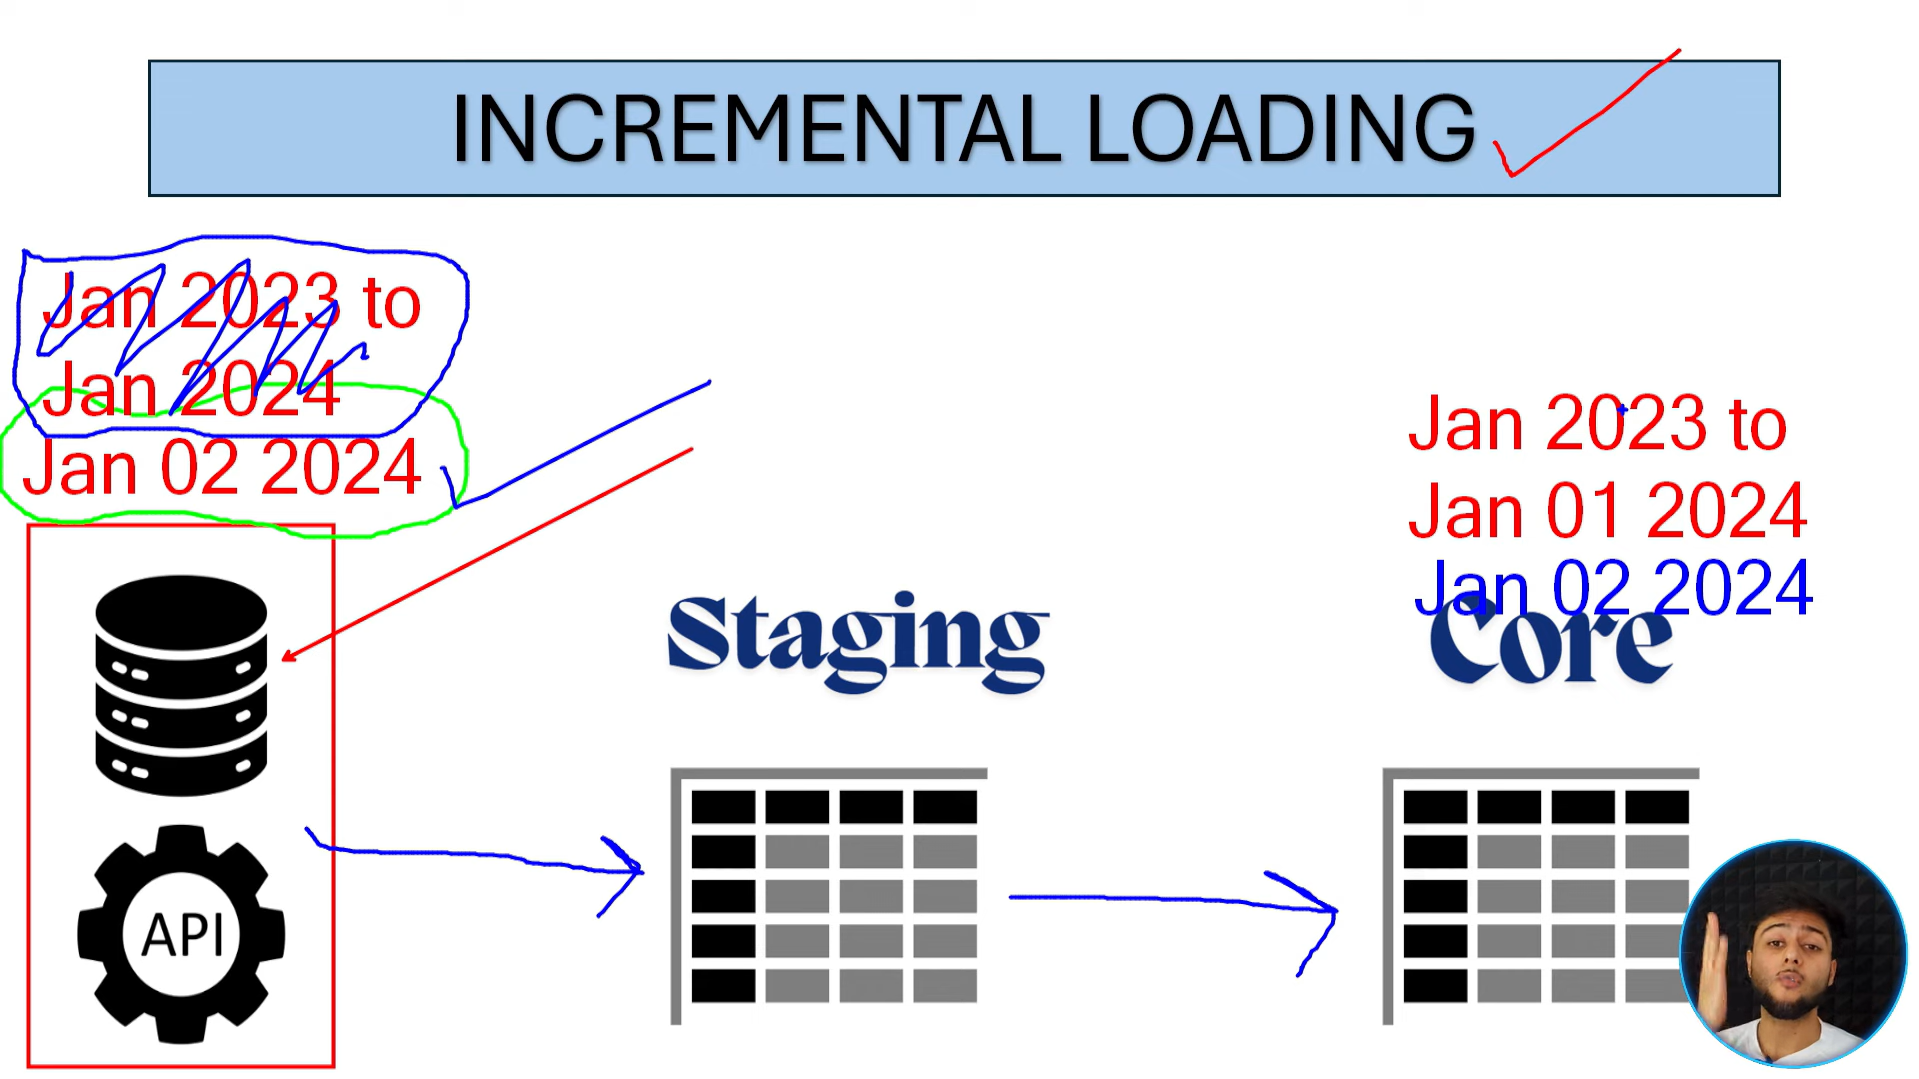 INCREMENTAL LOADING
Jan 2023 to
Jan 2024
Jan 02 2024
Jan 2023 to
Jan 01 2024
Jan 02 2024
Staging
Core
API